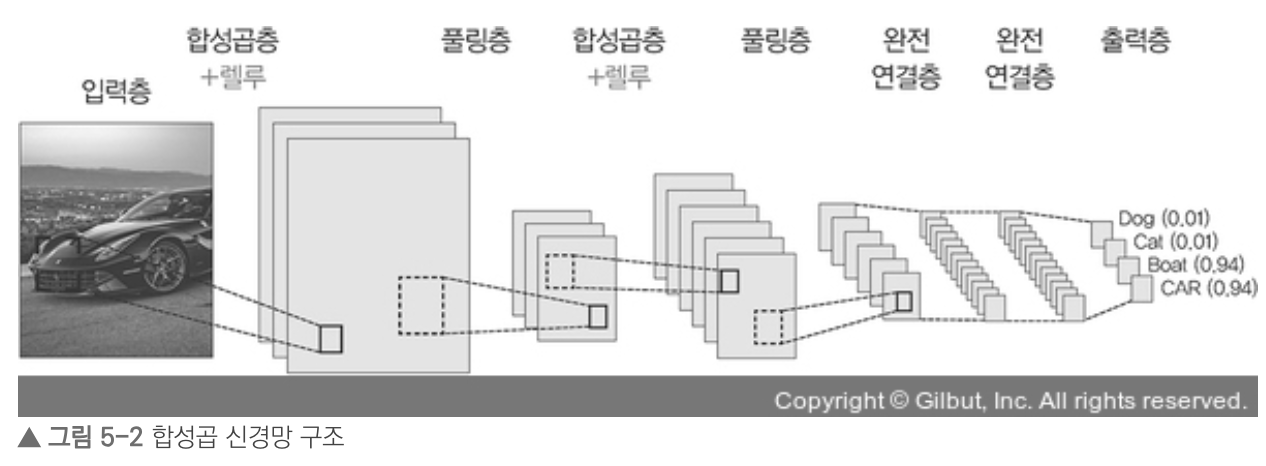 합성곱층
+렐루
풀링층
합성곱층
+렐루
풀링층
완전
연결층
완전
연결층
출력층
입력층
Dog (0.01)
Cat (0.01)
Boat (0.94)
CAR (0.94)
Copyright © Gilbut, Inc. All rights reserved.
▲ 그림 5-2 합성곱 신경망 구조